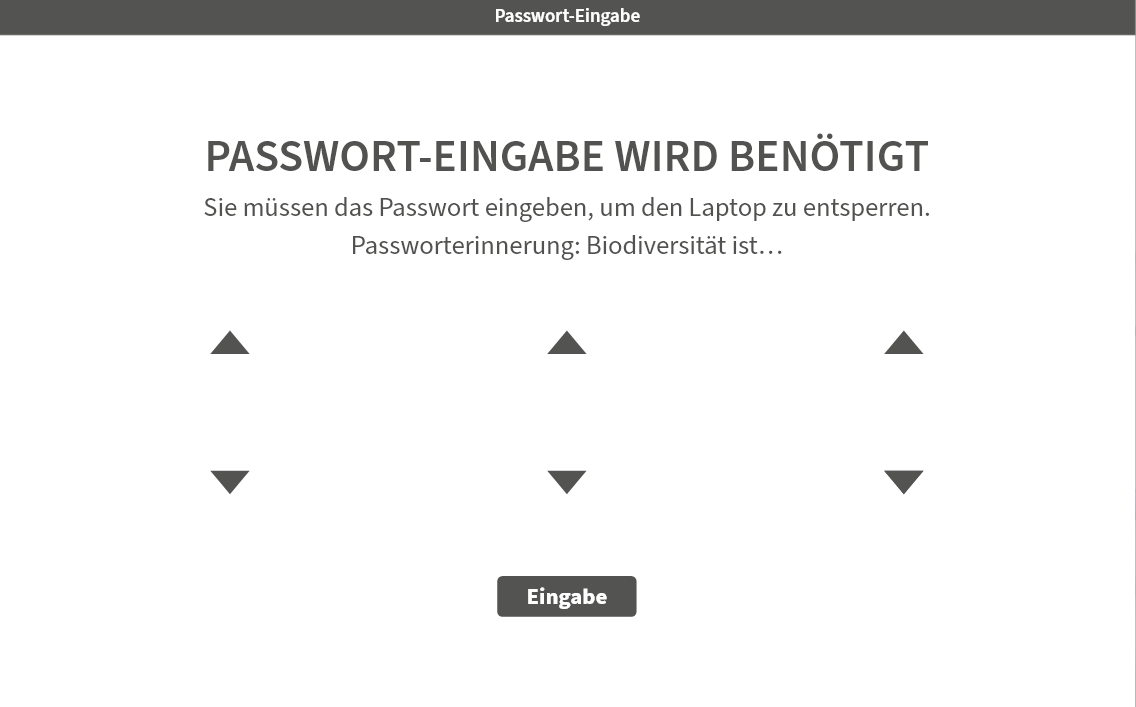 Passwort-Eingabe
PASSWORT-EINGABE WIRD BENÖTIGT
Sie müssen das Passwort eingeben, um den Laptop zu entsperren.
Passworterinnerung: Biodiversität ist…
Eingabe